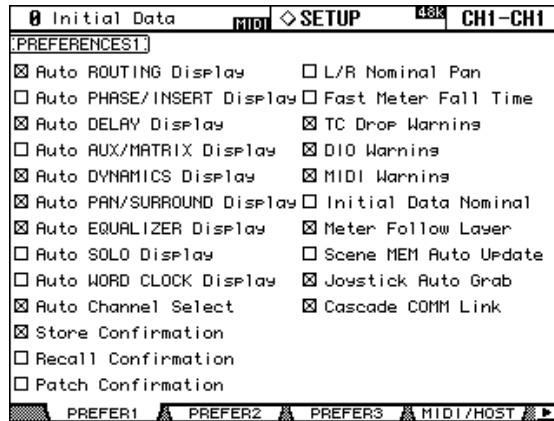 0 Initial Data MIDI ◇SETUP 48K CH1-CH1
PREFERENCES1
☒ Auto ROUTING Display ☐ L/R Nominal Pan
☐ Auto PHASE/INSERT Display ☐ Fast Meter Fall Time
☒ Auto DELAY Display ☒ TC Drop Warning
☐ Auto AUX/MATRIX Display ☒ DIO Warning
☒ Auto DYNAMICS Display ☒ MIDI Warning
☒ Auto PAN/SURROUND Display ☐ Initial Data Nominal
☒ Auto EQUALIZER Display ☒ Meter Follow Layer
☐ Auto SOLO Display ☐ Scene MEM Auto Update
☐ Auto WORD CLOCK Display ☒ Joystick Auto Grab
☒ Auto Channel Select ☒ Cascade COMM Link
☒ Store Confirmation
☐ Recall Confirmation
☐ Patch Confirmation
PREFER1 PREFER2 PREFER3 MIDI/HOST